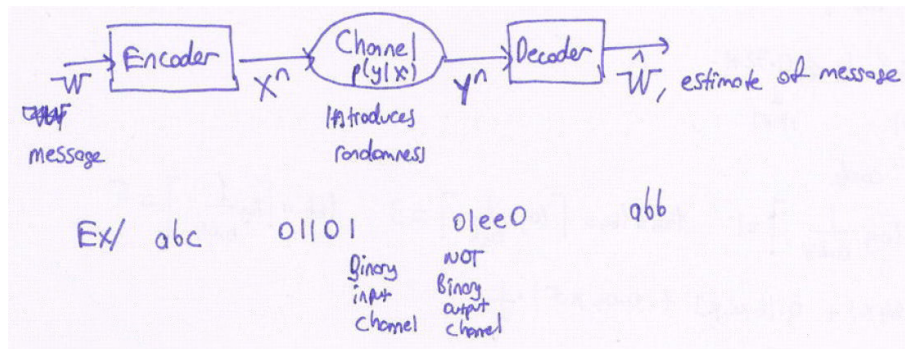 Encoder
Channel
p(y|x)
Decoder
W
X^n
Y^n
Ŵ, estimate of message
message
Introduces
randomness
Ex/ abc 01101 01ee0 abb
Binary
input
channel
NOT
Binary
output
channel